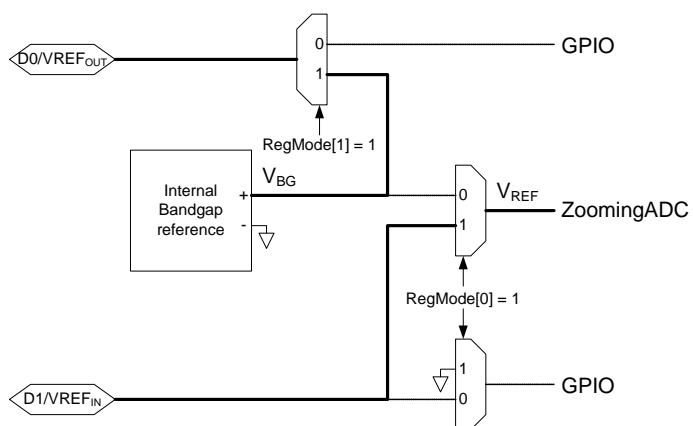 D0/VREFOUT
0
GPIO
1
RegMode[1] = 1
Internal
Bandgap
reference
+
-
VBG
0
1
VREF
ZoomingADC
RegMode[0] = 1
1
0
GPIO
D1/VREFIN